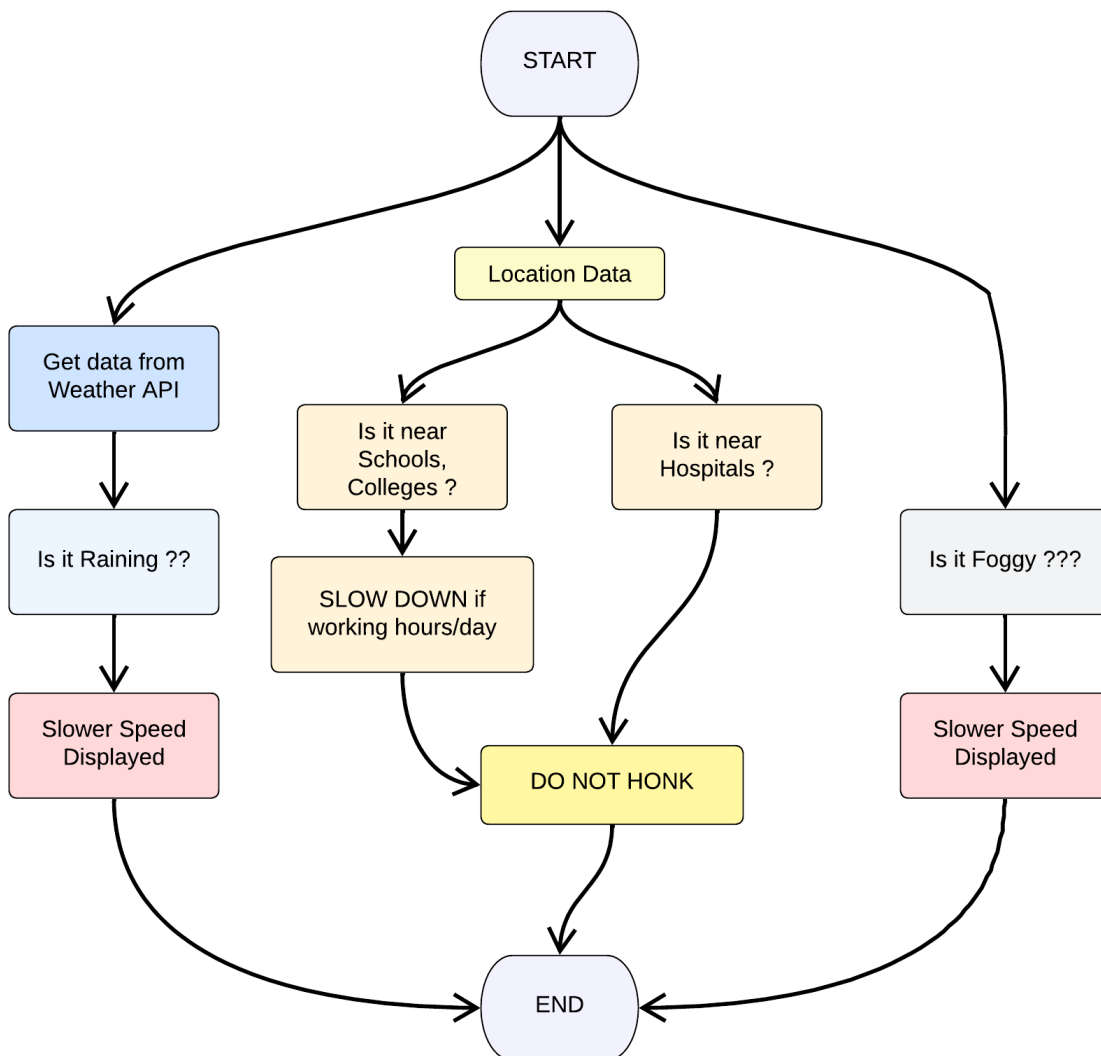 START
Location Data
Get data from
Weather API
Is it near
Schools,
Colleges ?
Is it near
Hospitals ?
Is it Raining ??
Is it Foggy ???
SLOW DOWN if
working hours/day
Slower Speed
Displayed
DO NOT HONK
Slower Speed
Displayed
END